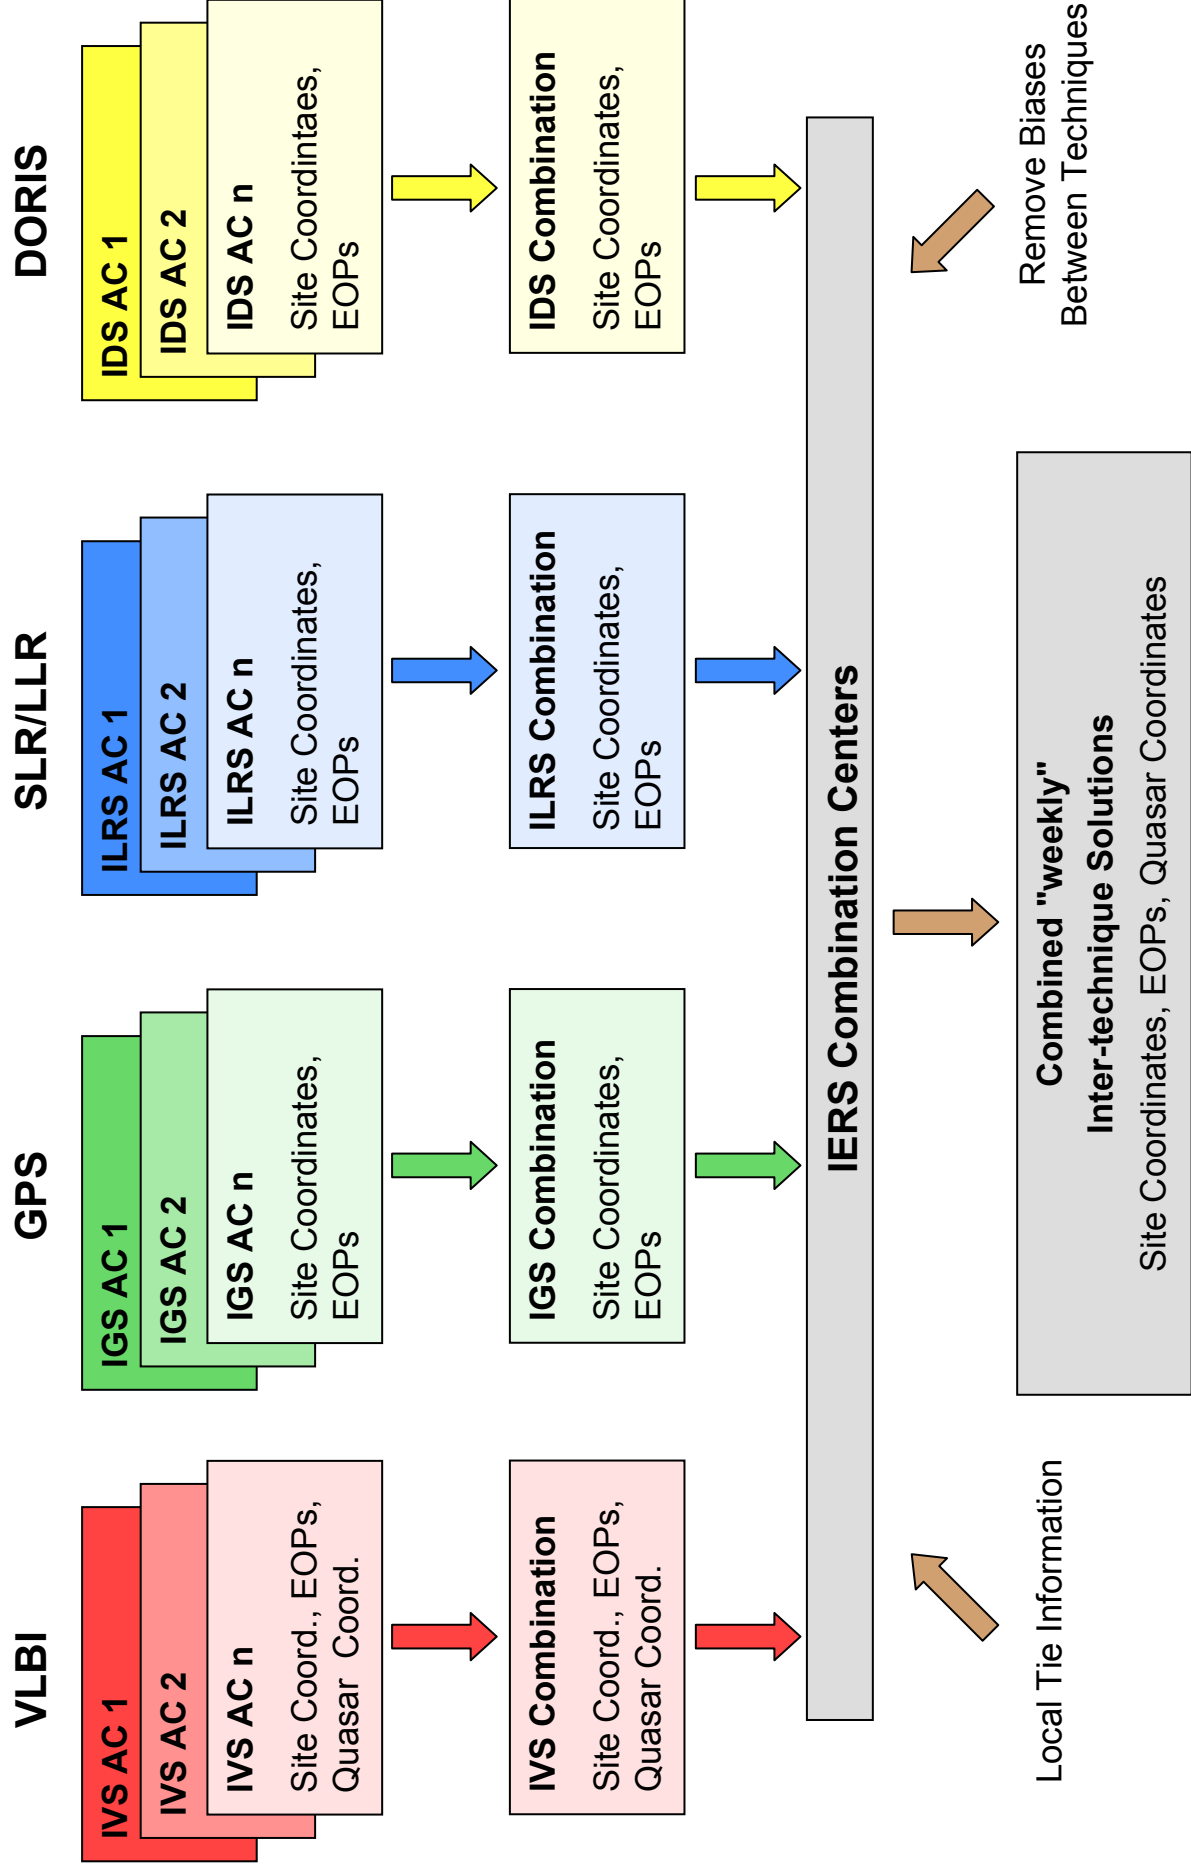 VLBI
GPS
SLR/LLR
DORIS
IVS AC 1
IVS AC 2
IVS AC n
Site Coord., EOPs,
Quasar Coord.
IGS AC 1
IGS AC 2
IGS AC n
Site Coordinates,
EOPs
ILRS AC 1
ILRS AC 2
ILRS AC n
Site Coordinates,
EOPs
IDS AC 1
IDS AC 2
IDS AC n
Site Coordintaes,
EOPs
IVS Combination
Site Coord., EOPs,
Quasar Coord.
IGS Combination
Site Coordinates,
EOPs
ILRS Combination
Site Coordinates,
EOPs
IDS Combination
Site Coordinates,
EOPs
IERS Combination Centers
Local Tie Information
Combined "weekly"
Inter-technique Solutions
Site Coordinates, EOPs, Quasar Coordinates
Remove Biases
Between Techniques